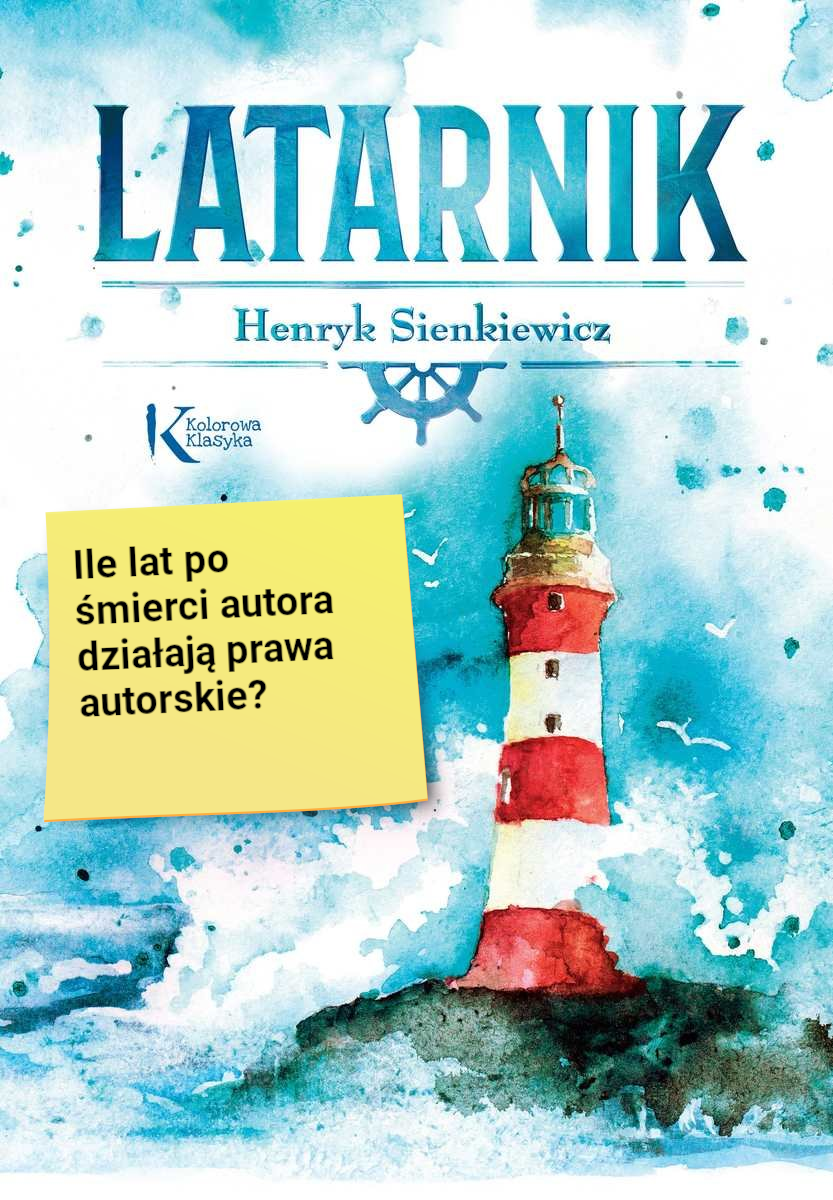 LATARNIK
Henryk Sienkiewicz
Kolorowa
Klasyka
Ile lat po
śmierci autora
działają prawa
autorskie?